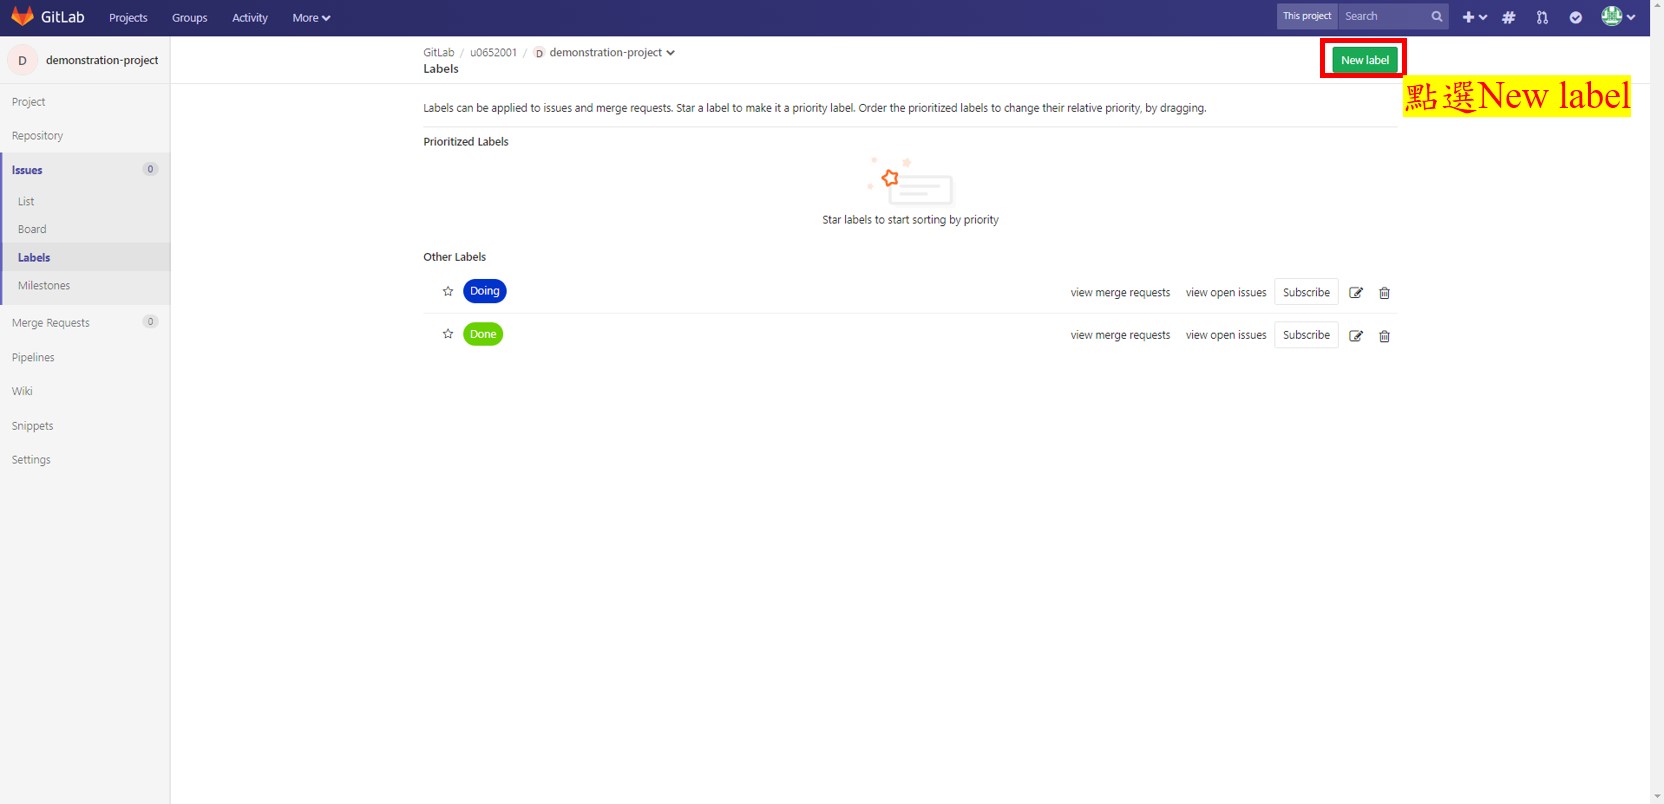 GitLab Projects Groups Activity More This project Search
D demonstration-project
GitLab / u0652001 / D demonstration-project
Labels
New label
點選New label
Project
Repository
Issues 0
List
Board
Labels
Milestones
Merge Requests 0
Pipelines
Wiki
Snippets
Settings
Labels can be applied to issues and merge requests. Star a label to make it a priority label. Order the prioritized labels to change their relative priority, by dragging.
Prioritized Labels
Star labels to start sorting by priority
Other Labels
Doing view merge requests view open issues Subscribe
Done view merge requests view open issues Subscribe